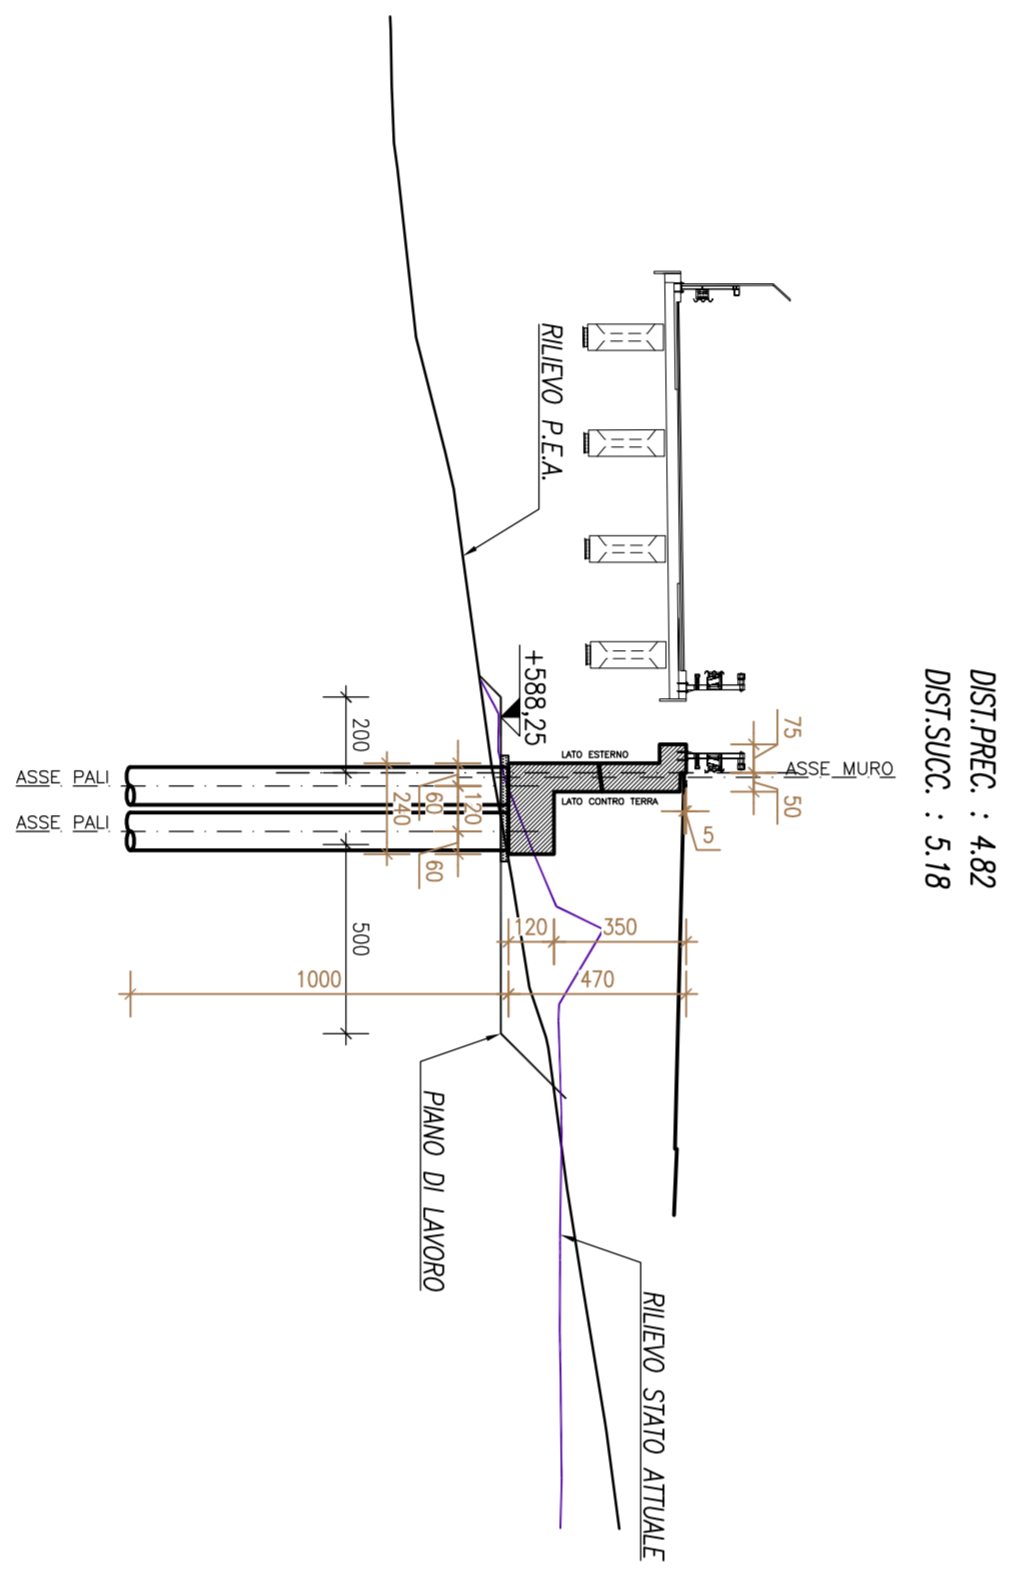 DIST.PREC. : 4.82
DIST.SUCC. : 5.18
RILIEVO P.E.A.
+588,25
75
50
ASSE MURO
5
LATO ESTERNO
LATO CONTRO TERRA
200
500
ASSE PALI
ASSE PALI
60
120
240
60
120
350
1000
470
PIANO DI LAVORO
RILIEVO STATO ATTUALE